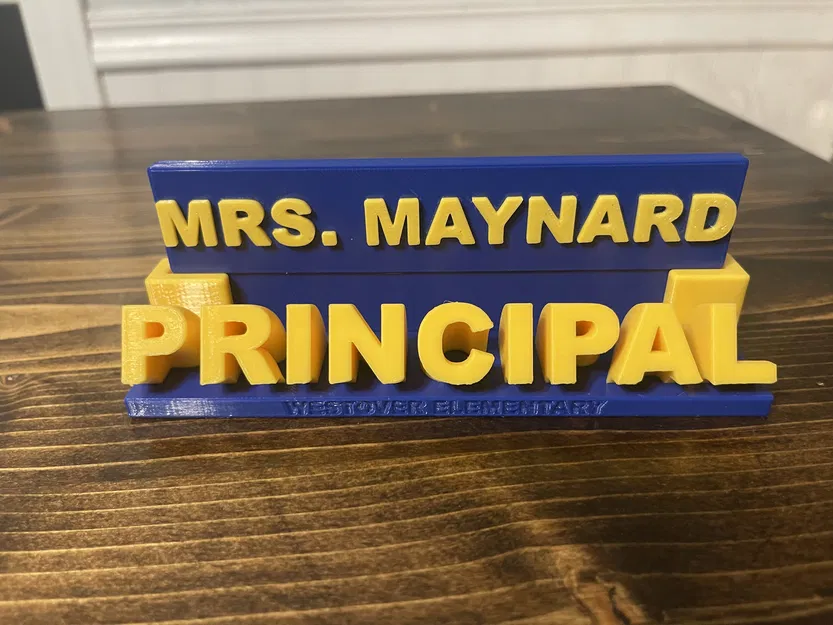 MRS. MAYNARD
PRINCIPAL
WESTOVER ELEMENTARY